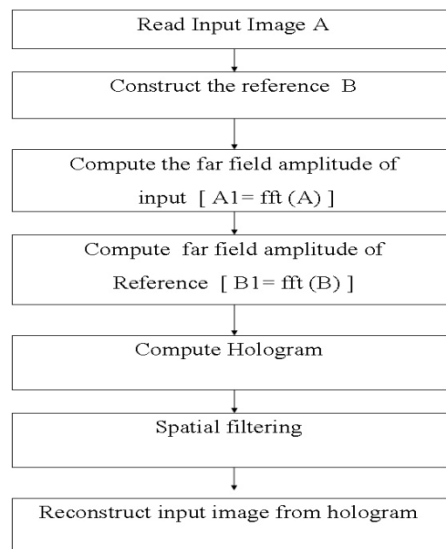 Read Input Image A
Construct the reference B
Compute the far field amplitude of
input [ A1= fft (A) ]
Compute far field amplitude of
Reference [ B1= fft (B) ]
Compute Hologram
Spatial filtering
Reconstruct input image from hologram